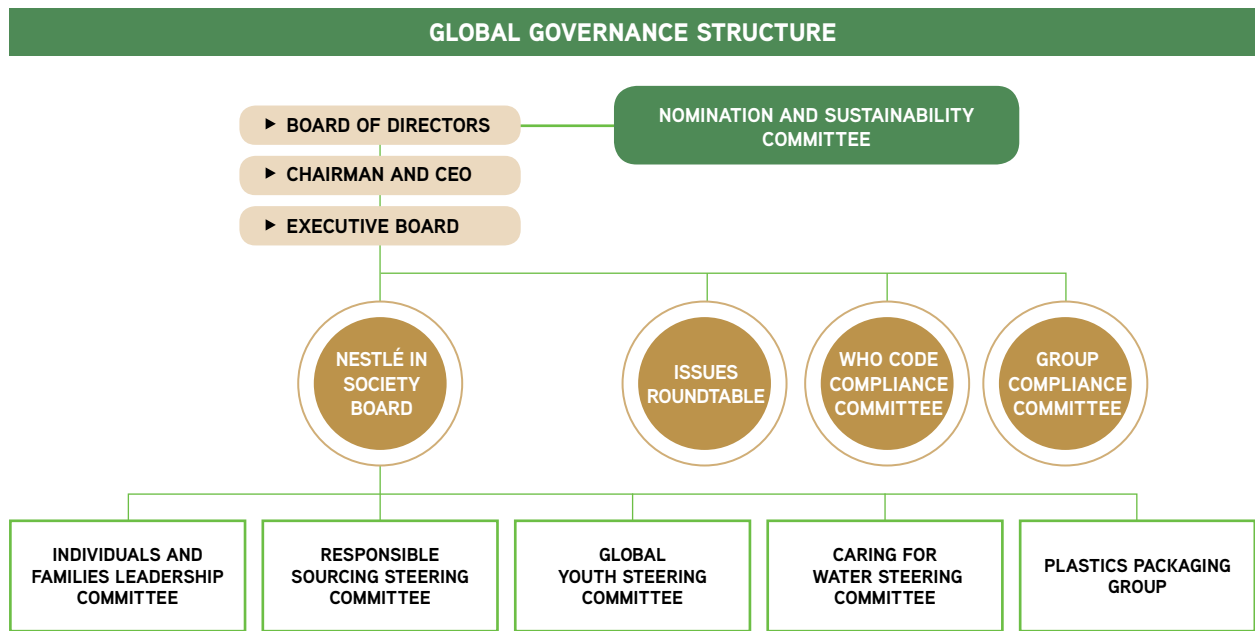 GLOBAL GOVERNANCE STRUCTURE
BOARD OF DIRECTORS
NOMINATION AND SUSTAINABILITY
COMMITTEE
CHAIRMAN AND CEO
EXECUTIVE BOARD
NESTLÉ IN
SOCIETY
BOARD
ISSUES
ROUNDTABLE
WHO CODE
COMPLIANCE
COMMITTEE
GROUP
COMPLIANCE
COMMITTEE
INDIVIDUALS AND
FAMILIES LEADERSHIP
COMMITTEE
RESPONSIBLE
SOURCING STEERING
COMMITTEE
GLOBAL
YOUTH STEERING
COMMITTEE
CARING FOR
WATER STEERING
COMMITTEE
PLASTICS PACKAGING
GROUP